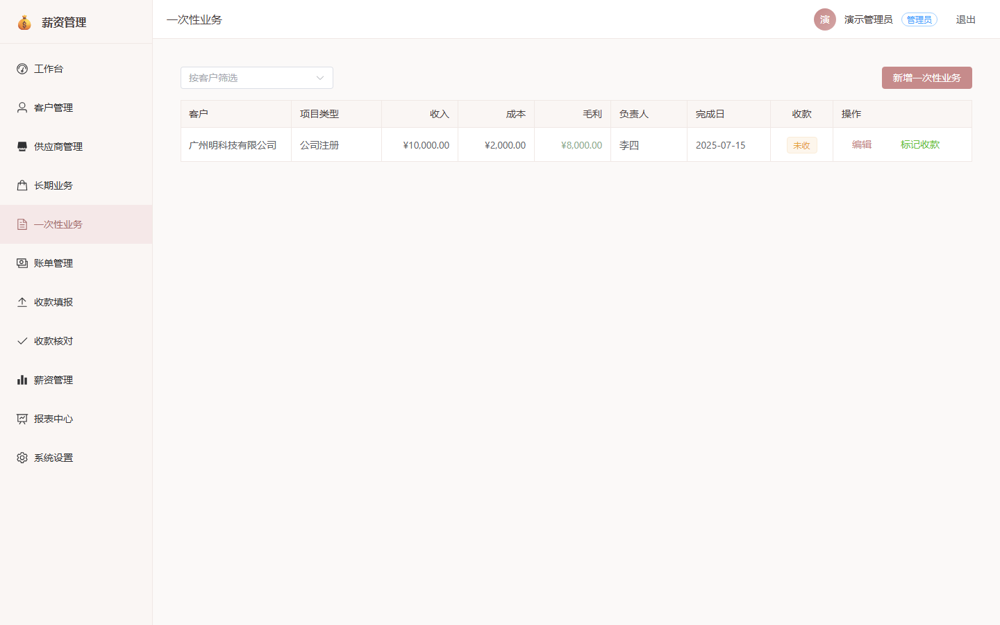 薪资管理
一次性业务
演 演示管理员 管理员 退出
工作台
客户管理
供应商管理
长期业务
一次性业务
账单管理
收款填报
收款核对
薪资管理
报表中心
系统设置
按客户筛选
新增一次性业务
客户 项目类型 收入 成本 毛利 负责人 完成日 收款 操作
广州明科技有限公司 公司注册 ¥10,000.00 ¥2,000.00 ¥8,000.00 李四 2025-07-15 未收 编辑 标记收款